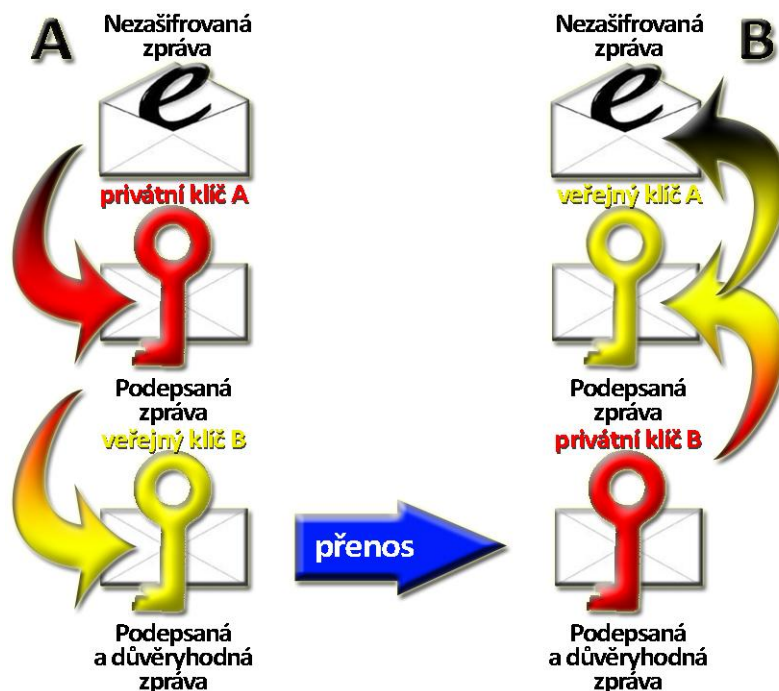 A
Nezašifrovaná
zpráva
privátní klíč A
Podepsaná
zpráva
veřejný klíč B
Podepsaná
a důvěryhodná
zpráva
přenos
B
Nezašifrovaná
zpráva
veřejný klíč A
Podepsaná
zpráva
privátní klíč B
Podepsaná
a důvěryhodná
zpráva